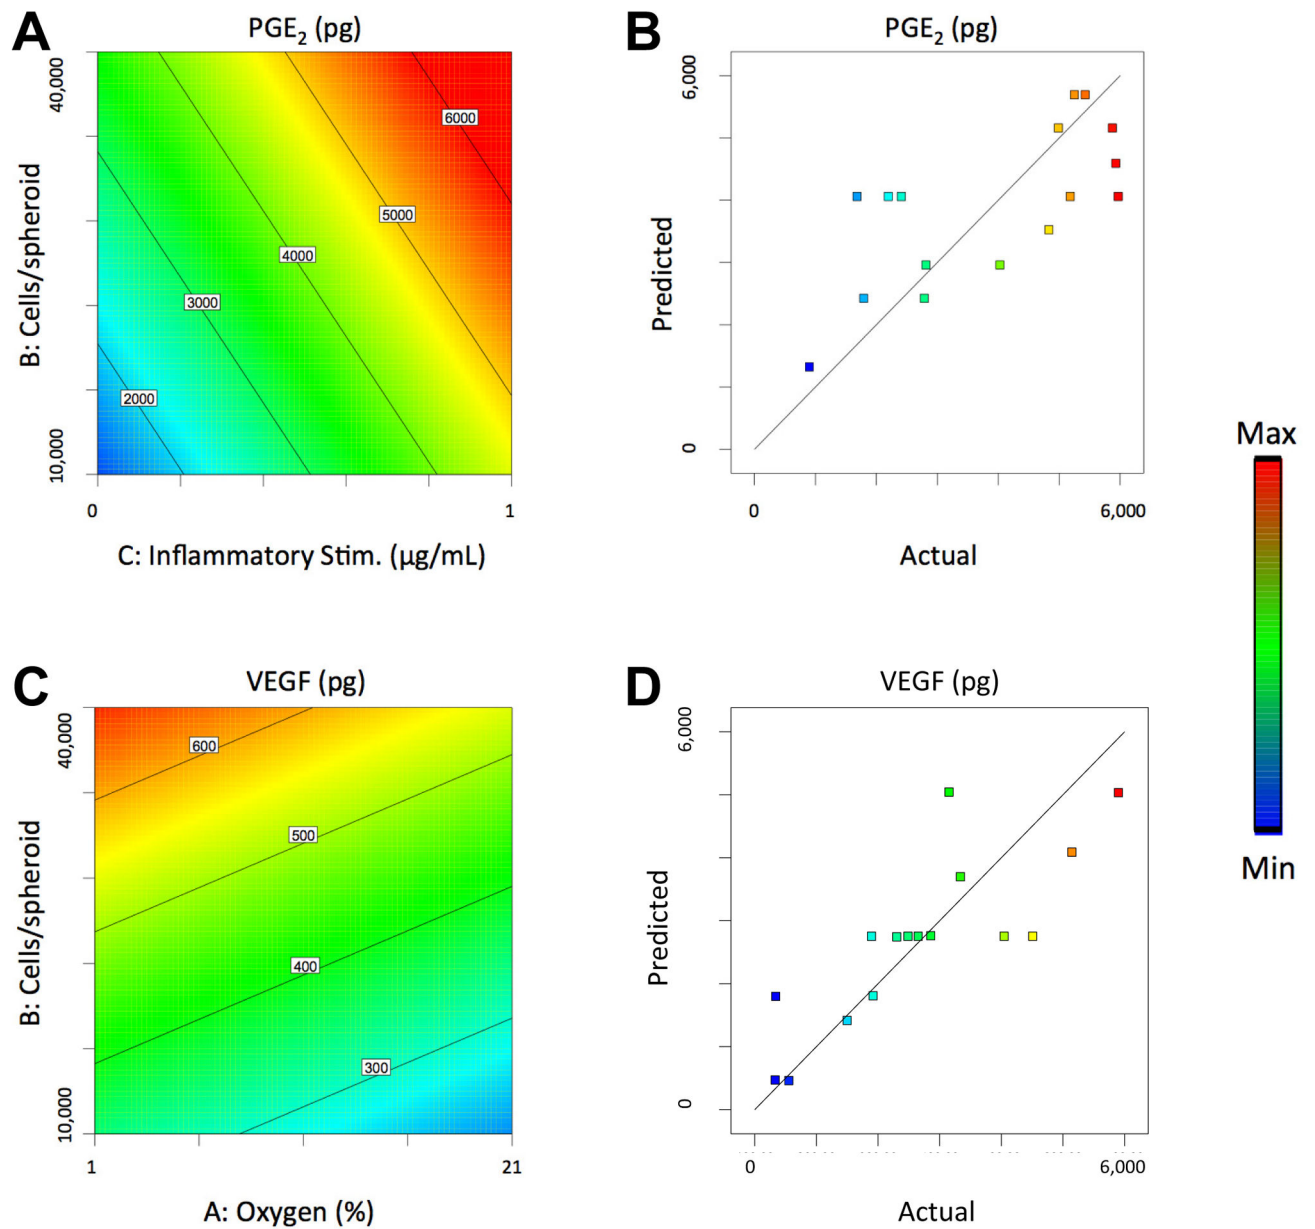 A
PGE2 (pg)
40,000
B: Cells/spheroid
10,000
6000
5000
4000
3000
2000
0
1
C: Inflammatory Stim. (µg/mL)
B
PGE2 (pg)
6,000
Predicted
0
0
6,000
Actual
Max
Min
C
VEGF (pg)
40,000
B: Cells/spheroid
10,000
600
500
400
300
1
21
A: Oxygen (%)
D
VEGF (pg)
6,000
Predicted
0
0
6,000
Actual